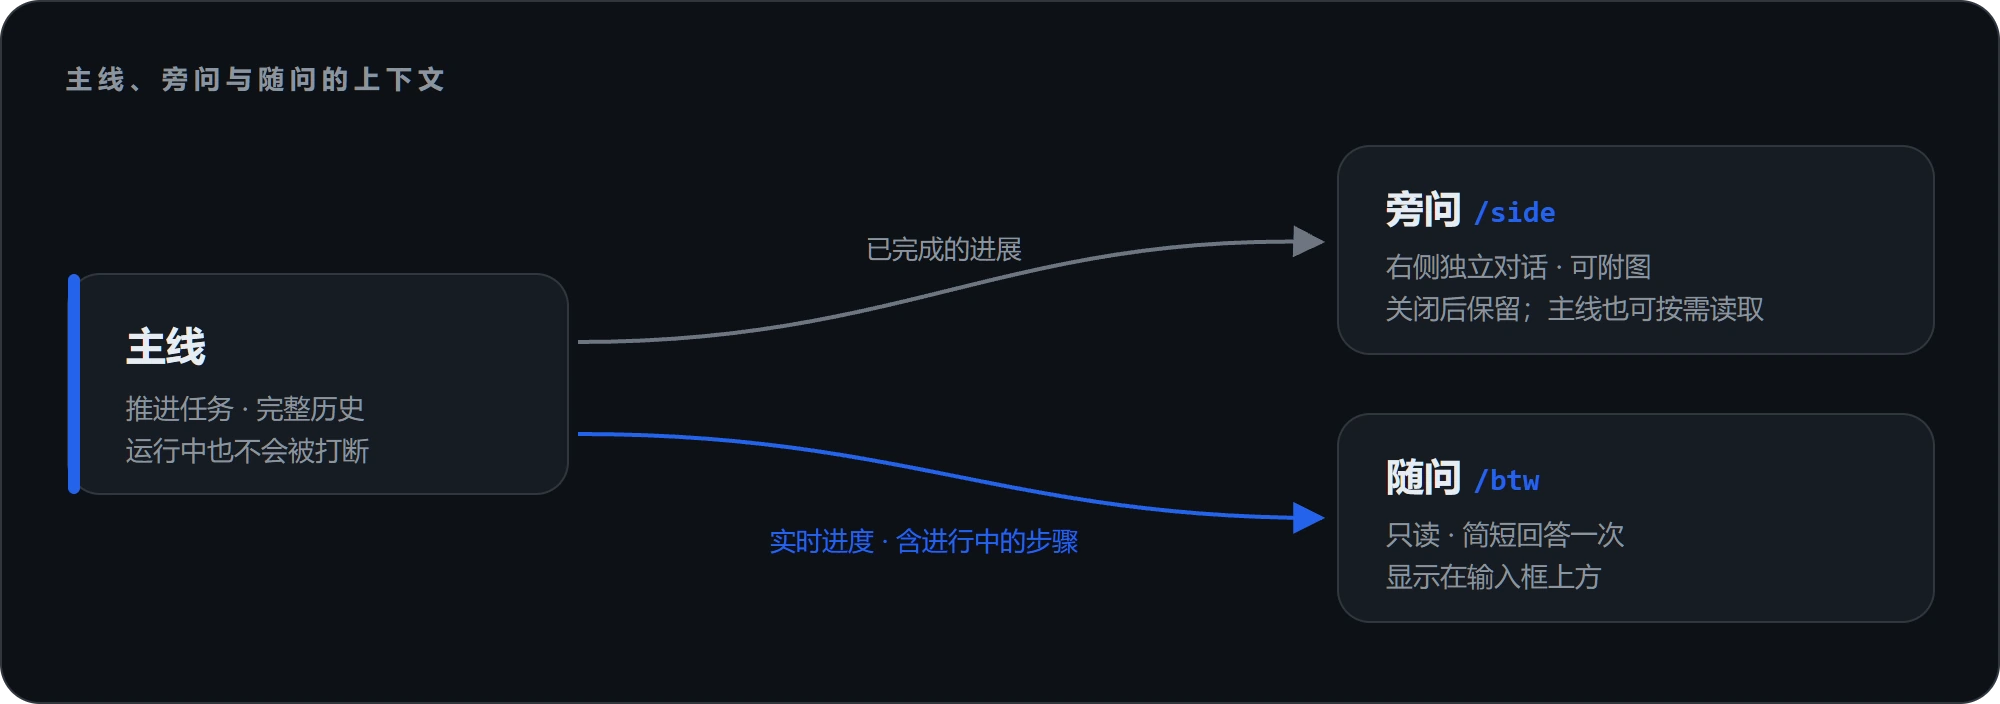 主线、旁问与随问的上下文
主线
推进任务 · 完整历史
运行中也不会被打断
已完成的进展
实时进度 · 含进行中的步骤
旁问 /side
右侧独立对话 · 可附图
关闭后保留；主线也可按需读取
随问 /btw
只读 · 简短回答一次
显示在输入框上方